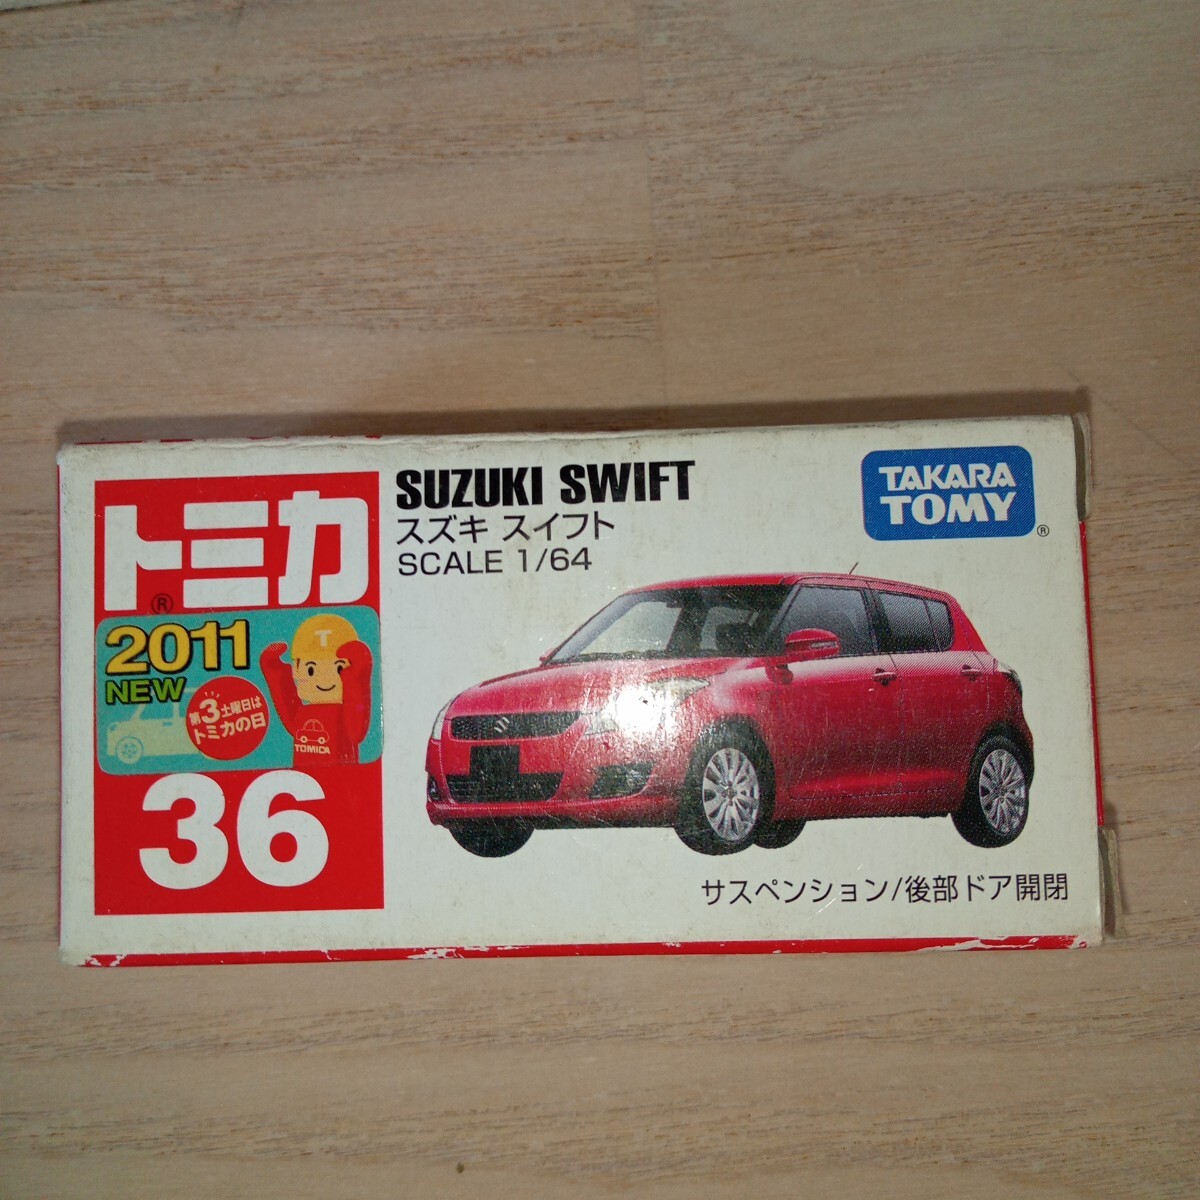 トミカ®
2011
NEW
第3土曜日は
トミカの日
T
TOMICA
36
SUZUKI SWIFT
スズキ スイフト
SCALE 1/64
TAKARA
TOMY®
サスペンション/後部ドア開閉